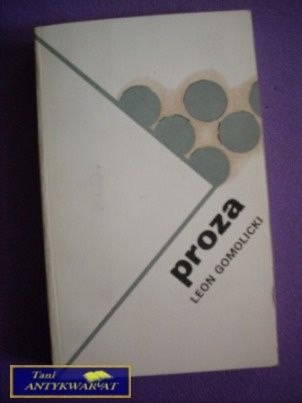 proza
LEON GOMOLICKI
Tani
ANTYKWARIAT